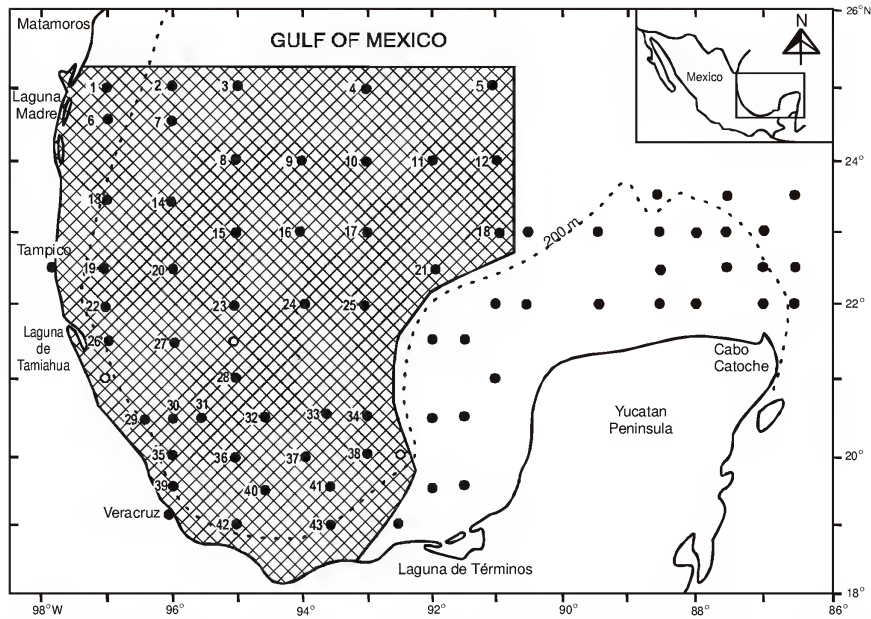 Matamoros
GULF OF MEXICO
26°N
N
Mexico
1 2 3 4 5
Laguna
Madre
6 7
8 9 10 11 12
24°
18 14
15 16 17 18
200 m
Tampico
19 20 21
22 23 24 25
22°
Laguna
de
Tamiahua
26 27
28
Cabo
Catoche
29 30 31 32 33 34
Yucatan
Peninsula
35 36 37 38
20°
39 40 41
Veracruz
42 43
Laguna de Términos
18°
98°W 96° 94° 92° 90° 88° 86°